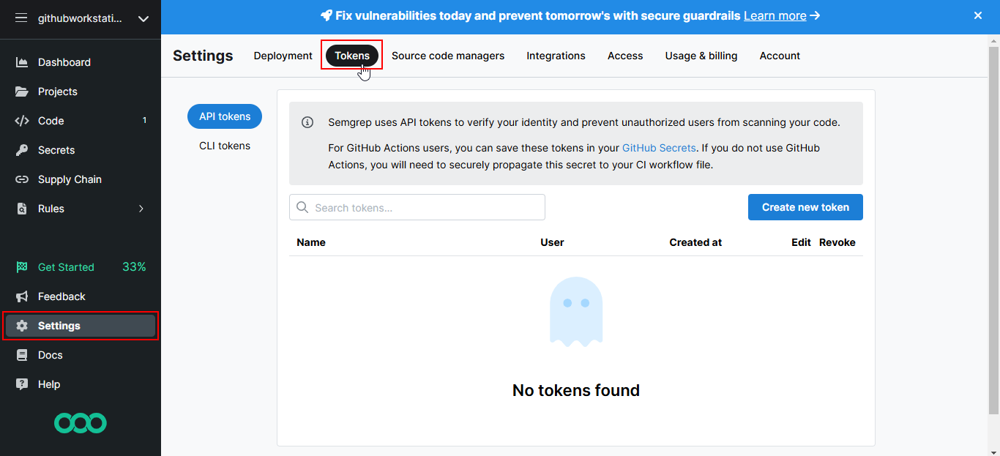 githubworkstati...
Fix vulnerabilities today and prevent tomorrow's with secure guardrails Learn more
Dashboard
Projects
Code 1
Secrets
Supply Chain
Rules
Get Started 33%
Feedback
Settings
Docs
Help
Settings Deployment Tokens Source code managers Integrations Access Usage & billing Account
API tokens
CLI tokens
Semgrep uses API tokens to verify your identity and prevent unauthorized users from scanning your code.
For GitHub Actions users, you can save these tokens in your GitHub Secrets. If you do not use GitHub
Actions, you will need to securely propagate this secret to your CI workflow file.
Search tokens...
Create new token
Name User Created at Edit Revoke
No tokens found